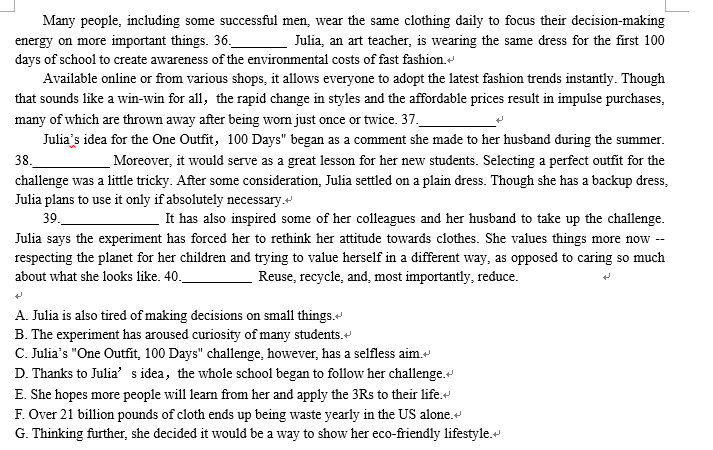 Many people, including some successful men, wear the same clothing daily to focus their decision-making
energy on more important things. 36.________ Julia, an art teacher, is wearing the same dress for the first 100
days of school to create awareness of the environmental costs of fast fashion.↵
Available online or from various shops, it allows everyone to adopt the latest fashion trends instantly. Though
that sounds like a win-win for all，the rapid change in styles and the affordable prices result in impulse purchases,
many of which are thrown away after being worn just once or twice. 37.___________↵
Julia’s idea for the One Outfit，100 Days" began as a comment she made to her husband during the summer.
38.___________ Moreover, it would serve as a great lesson for her new students. Selecting a perfect outfit for the
challenge was a little tricky. After some consideration, Julia settled on a plain dress. Though she has a backup dress,
Julia plans to use it only if absolutely necessary.↵
39.______________ It has also inspired some of her colleagues and her husband to take up the challenge.
Julia says the experiment has forced her to rethink her attitude towards clothes. She values things more now --
respecting the planet for her children and trying to value herself in a different way, as opposed to caring so much
about what she looks like. 40.__________ Reuse, recycle, and, most importantly, reduce. ↵
↵
A. Julia is also tired of making decisions on small things.↵
B. The experiment has aroused curiosity of many students.↵
C. Julia’s "One Outfit, 100 Days" challenge, however, has a selfless aim.↵
D. Thanks to Julia’ s idea，the whole school began to follow her challenge.↵
E. She hopes more people will learn from her and apply the 3Rs to their life.↵
F. Over 21 billion pounds of cloth ends up being waste yearly in the US alone.↵
G. Thinking further, she decided it would be a way to show her eco-friendly lifestyle.↵